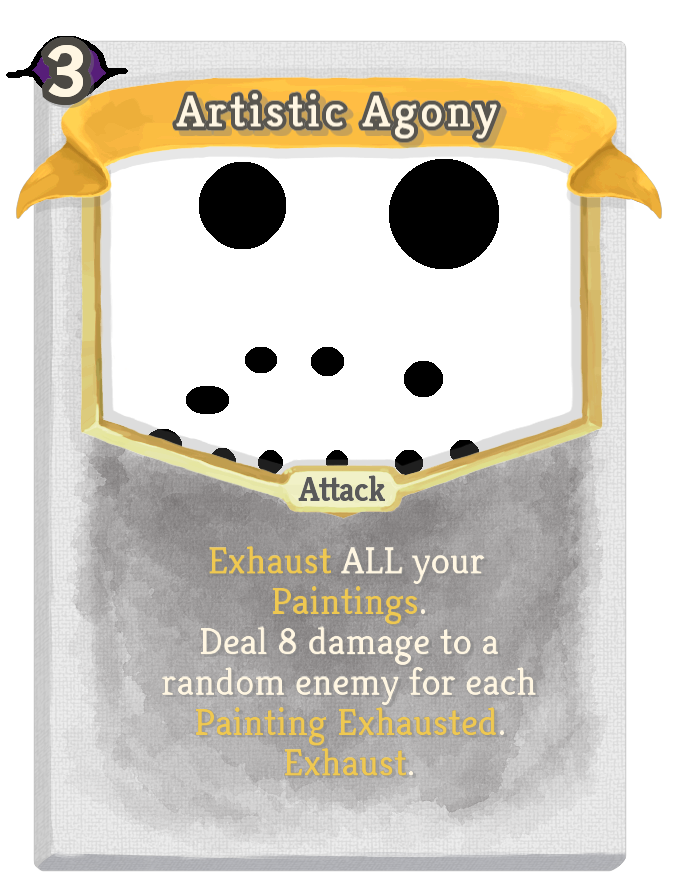 3
Artistic Agony
Attack
Exhaust ALL your
Paintings.
Deal 8 damage to a
random enemy for each
Painting Exhausted.
Exhaust.